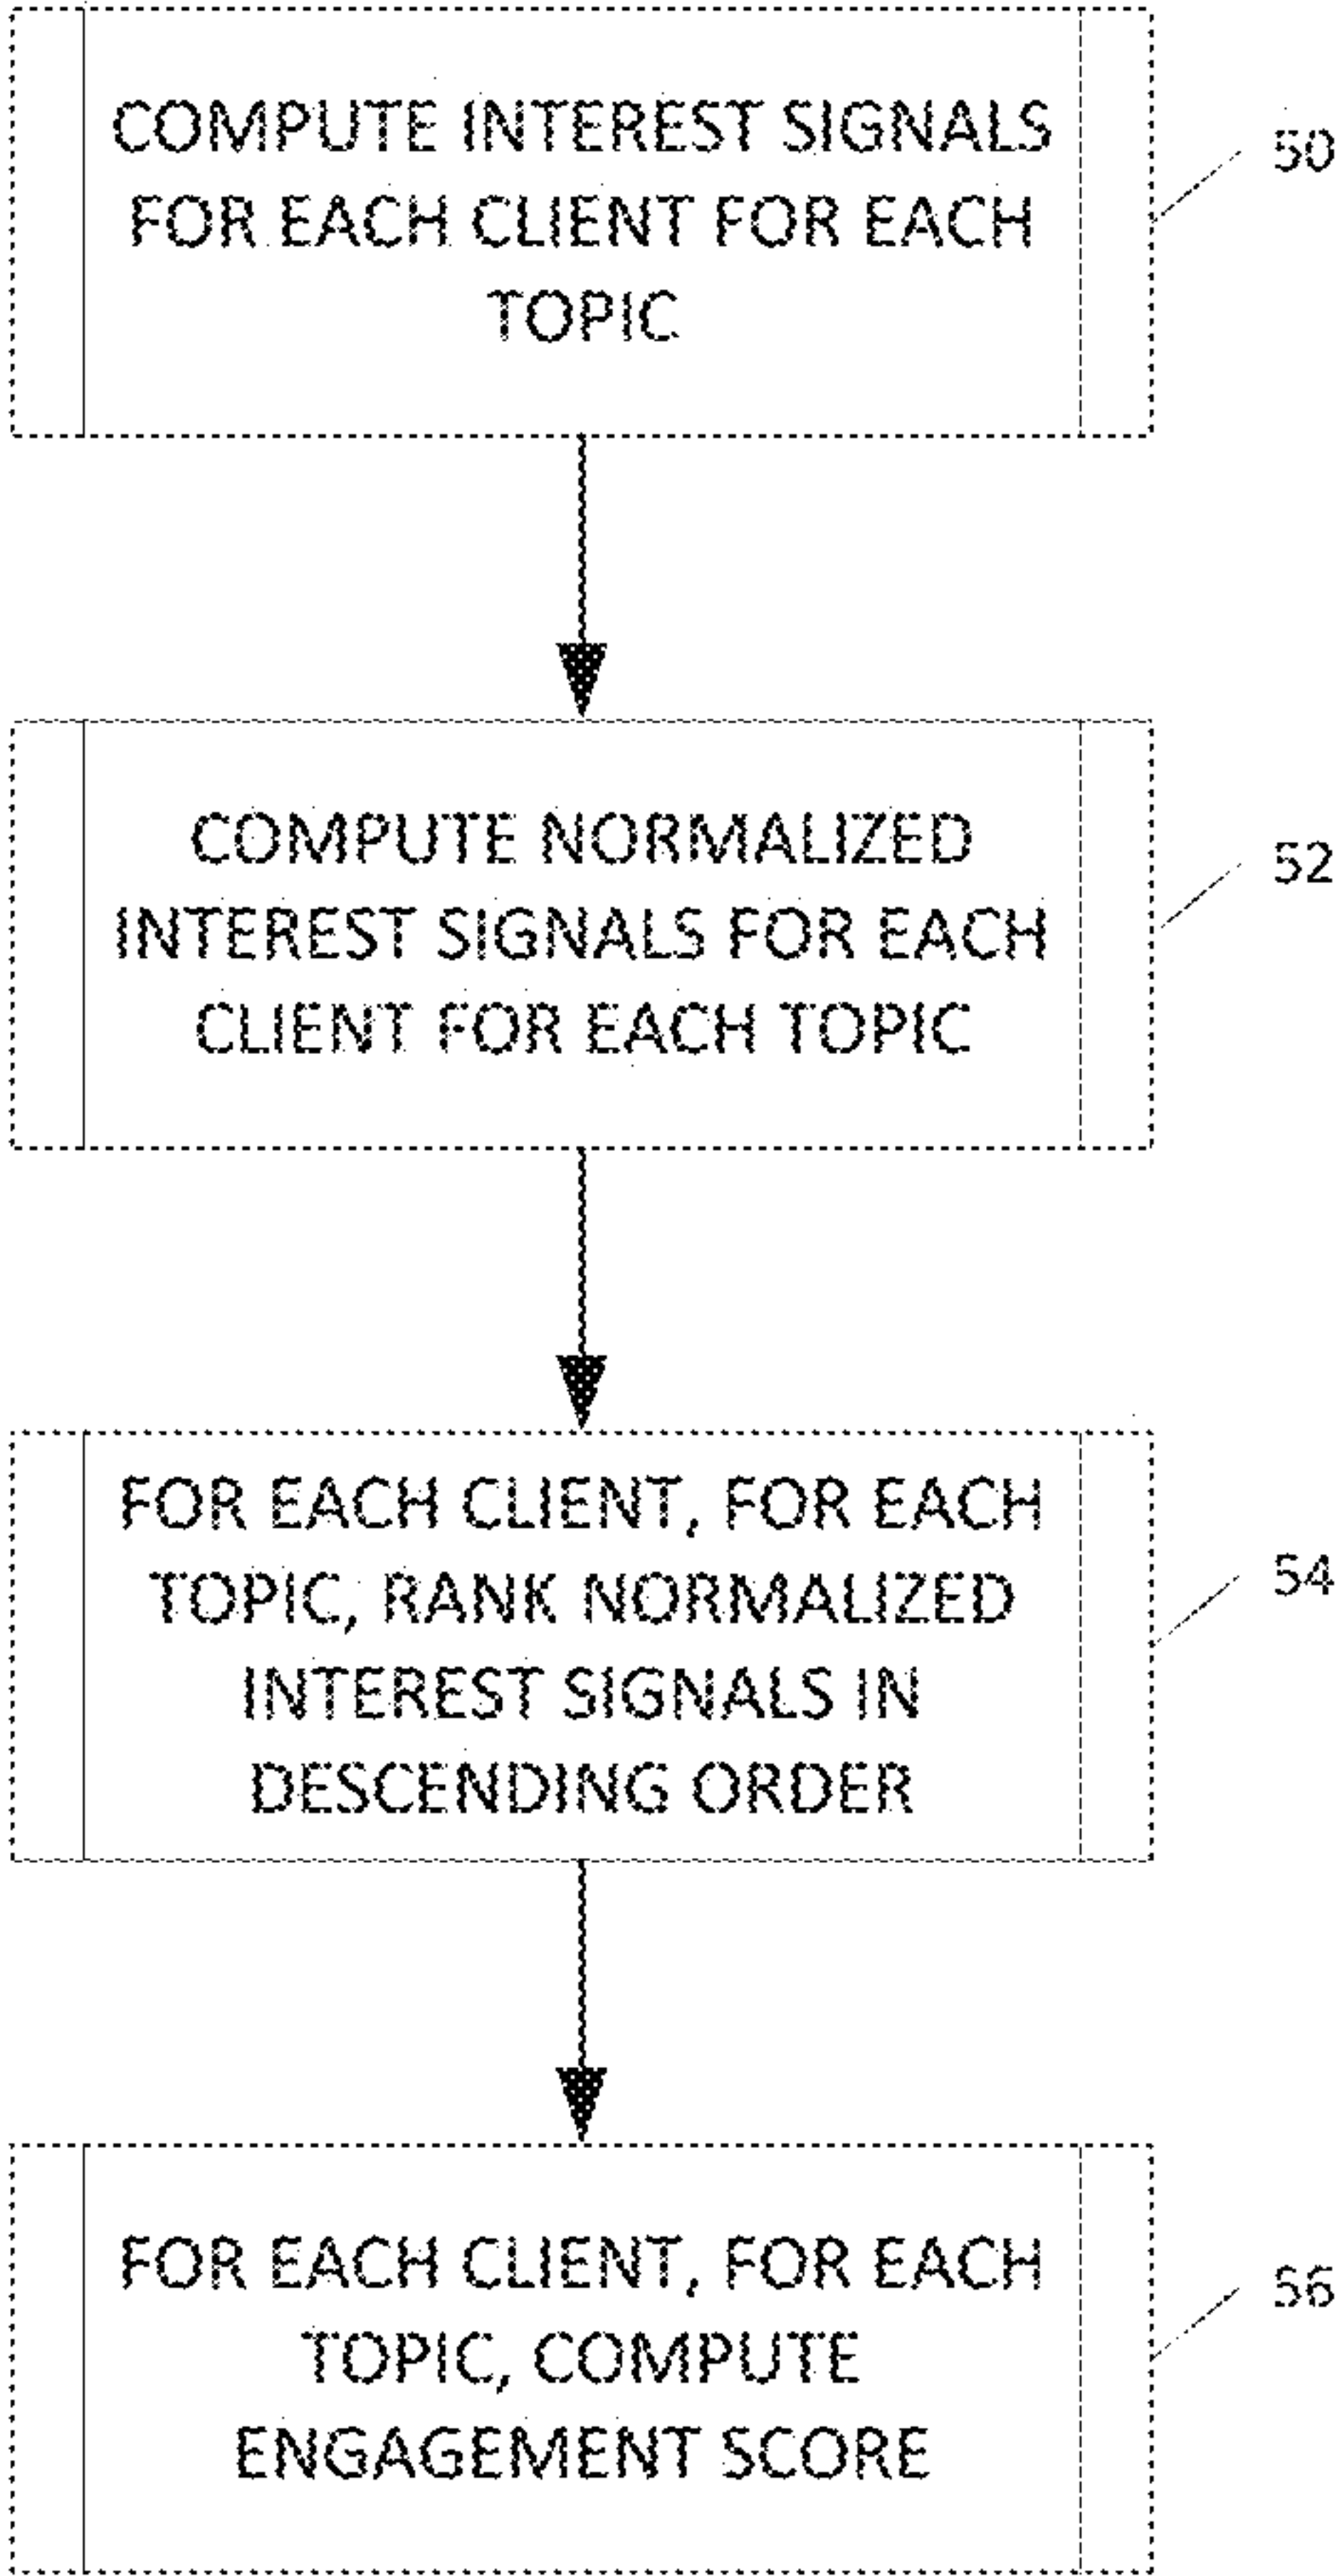 COMPUTE INTEREST SIGNALS
FOR EACH CLIENT FOR EACH
TOPIC
50
COMPUTE NORMALIZED
INTEREST SIGNALS FOR EACH
CLIENT FOR EACH TOPIC
52
FOR EACH CLIENT, FOR EACH
TOPIC, RANK NORMALIZED
INTEREST SIGNALS IN
DESCENDING ORDER
54
FOR EACH CLIENT, FOR EACH
TOPIC, COMPUTE
ENGAGEMENT SCORE
56